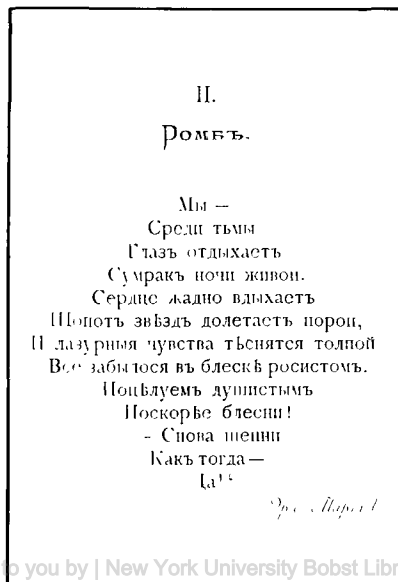 II.
Ромбъ.
Мы —
Среди тьмы
Глазъ отдыхаетъ
Сумракъ ночи живой.
Сердце жадно вдыхаетъ
Шопотъ звѣздъ долетаетъ порой,
И лазурныя чувства тѣснятся толпой
Все забылося въ блескѣ росистомъ.
Поцѣлуемъ душистымъ
Поскорѣе блесни!
- Снова шепни
Какъ тогда —
to you by | New York University Bobst Libr